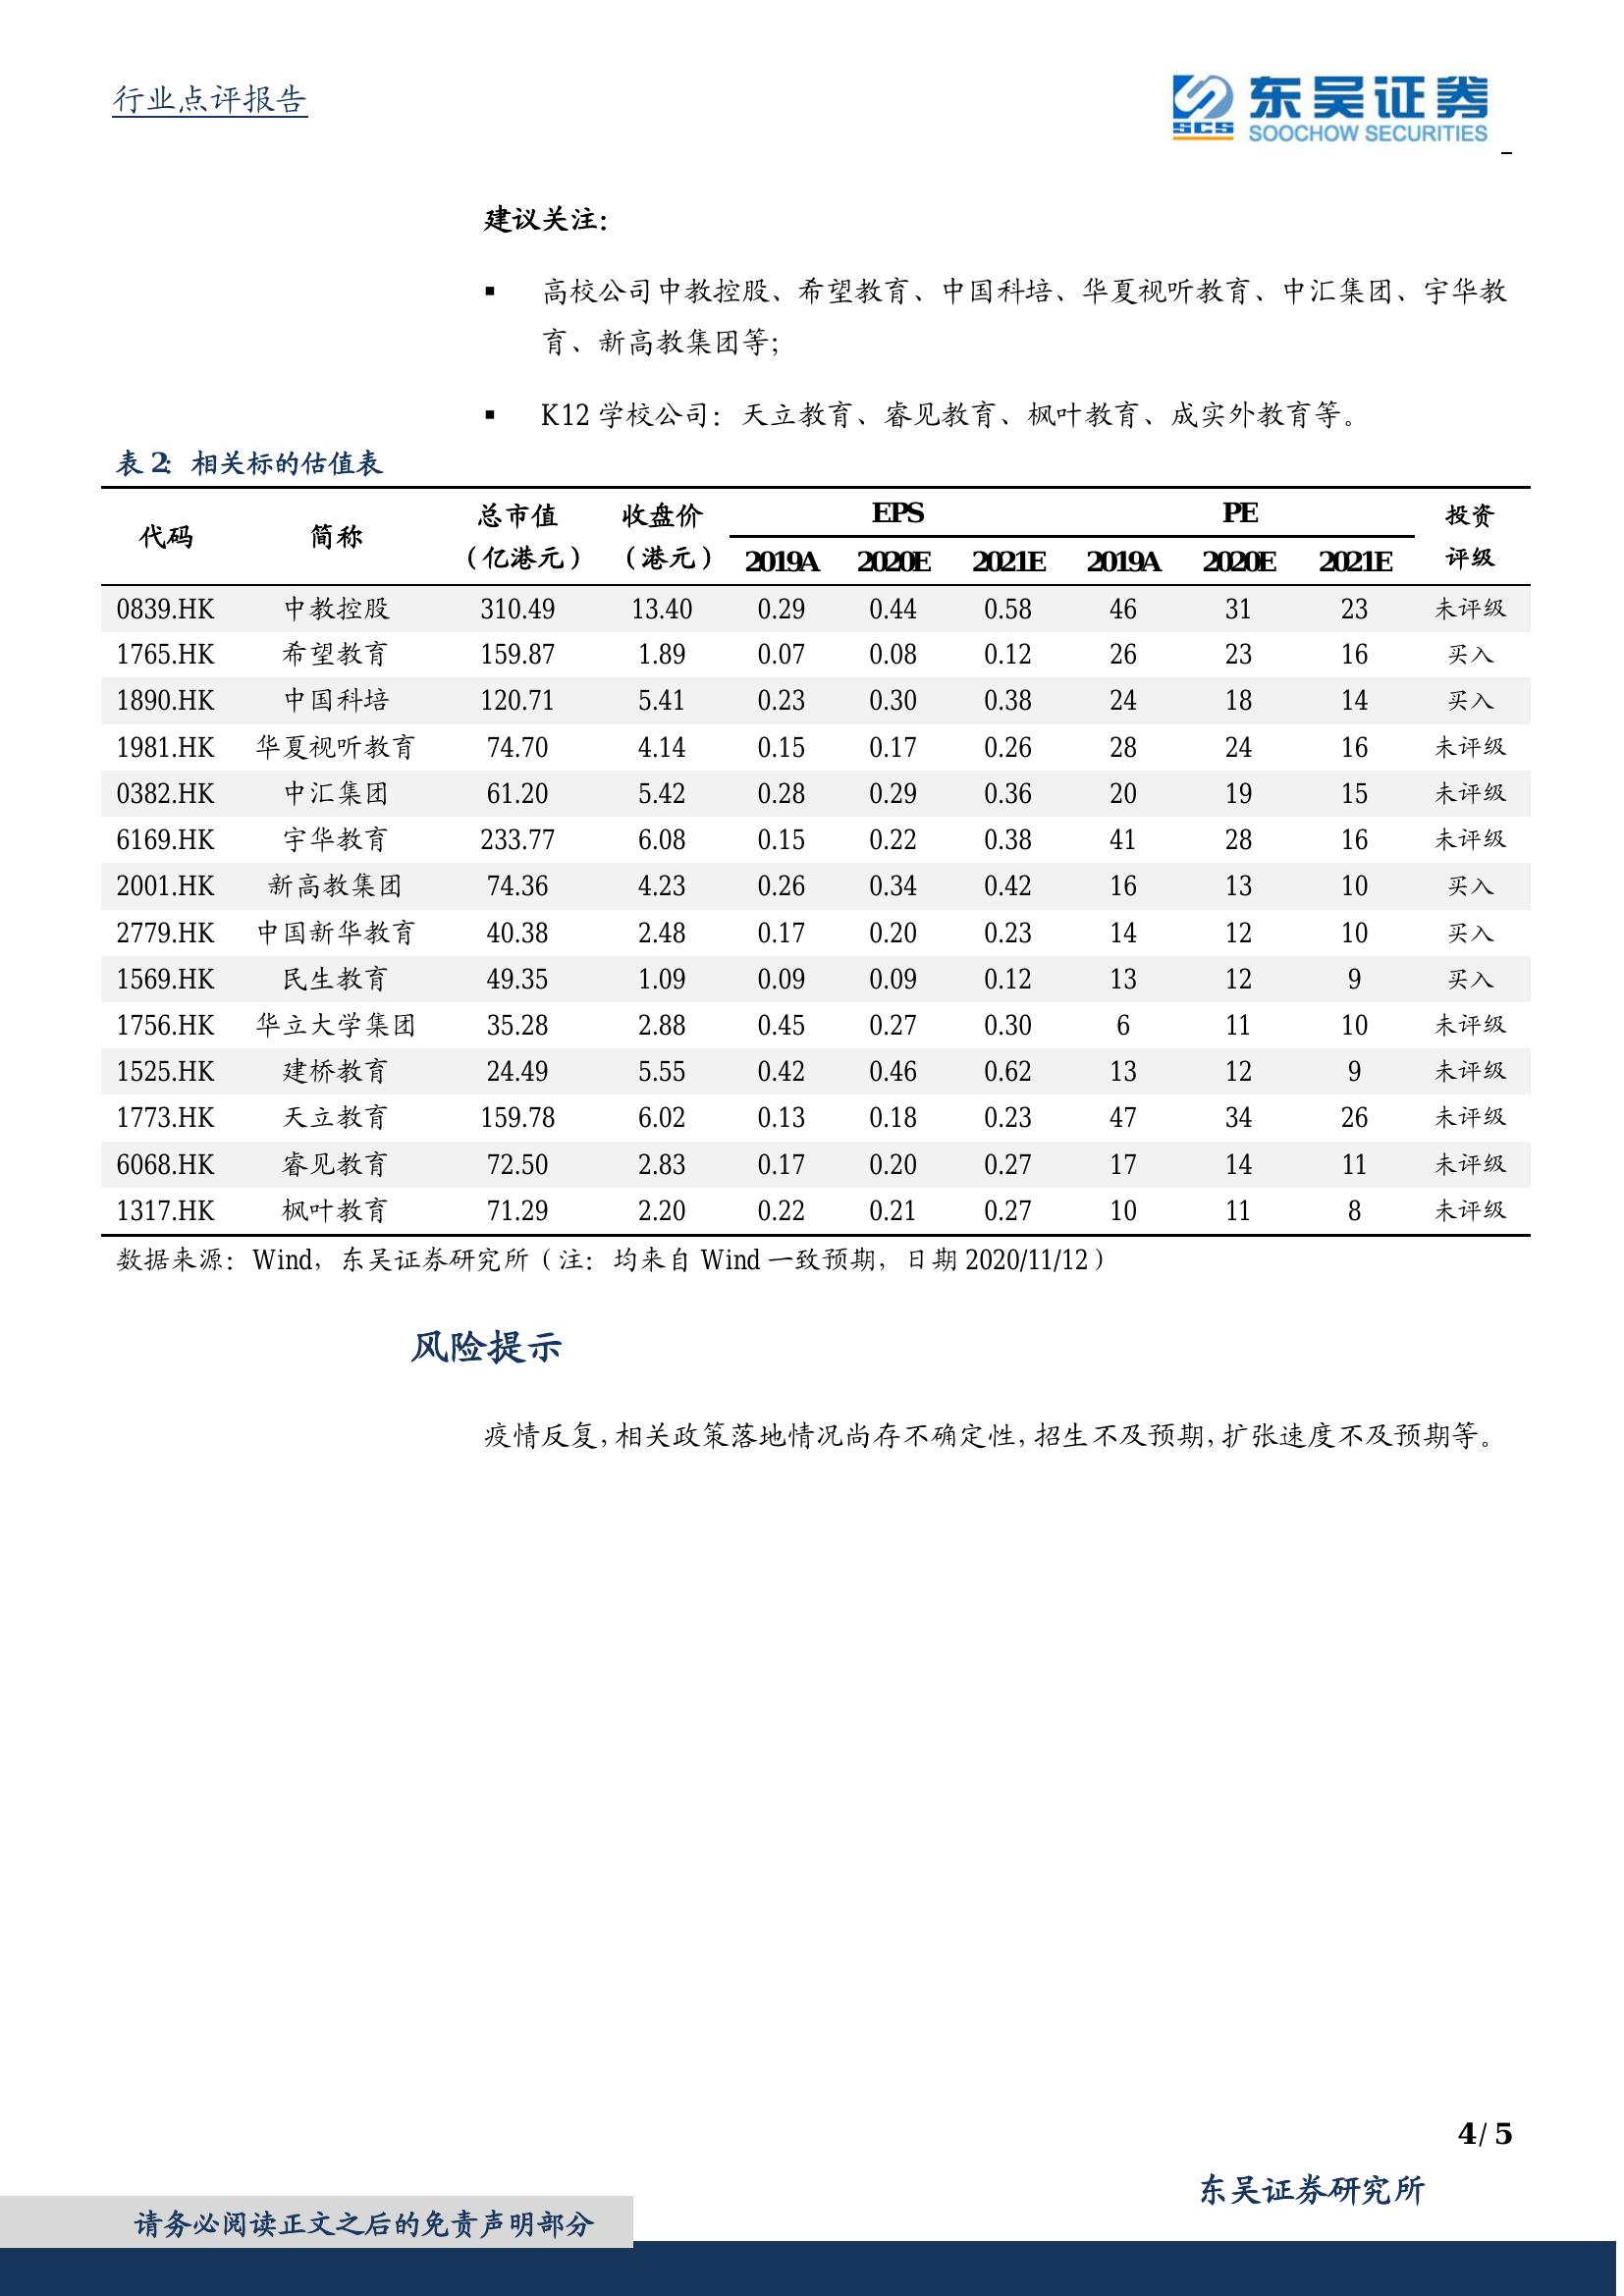 行业点评报告
SCS 东吴证券
SOOCHOW SECURITIES
建议关注：
▪ 高校公司中教控股、希望教育、中国科培、华夏视听教育、中汇集团、宇华教
育、新高教集团等；
▪ K12 学校公司：天立教育、睿见教育、枫叶教育、成实外教育等。
表 2：相关标的估值表
代码 简称 总市值（亿港元） 收盘价（港元） EPS PE 投资评级
2019A 2020E 2021E 2019A 2020E 2021E
0839.HK 中教控股 310.49 13.40 0.29 0.44 0.58 46 31 23 未评级
1765.HK 希望教育 159.87 1.89 0.07 0.08 0.12 26 23 16 买入
1890.HK 中国科培 120.71 5.41 0.23 0.30 0.38 24 18 14 买入
1981.HK 华夏视听教育 74.70 4.14 0.15 0.17 0.26 28 24 16 未评级
0382.HK 中汇集团 61.20 5.42 0.28 0.29 0.36 20 19 15 未评级
6169.HK 宇华教育 233.77 6.08 0.15 0.22 0.38 41 28 16 未评级
2001.HK 新高教集团 74.36 4.23 0.26 0.34 0.42 16 13 10 买入
2779.HK 中国新华教育 40.38 2.48 0.17 0.20 0.23 14 12 10 买入
1569.HK 民生教育 49.35 1.09 0.09 0.09 0.12 13 12 9 买入
1756.HK 华立大学集团 35.28 2.88 0.45 0.27 0.30 6 11 10 未评级
1525.HK 建桥教育 24.49 5.55 0.42 0.46 0.62 13 12 9 未评级
1773.HK 天立教育 159.78 6.02 0.13 0.18 0.23 47 34 26 未评级
6068.HK 睿见教育 72.50 2.83 0.17 0.20 0.27 17 14 11 未评级
1317.HK 枫叶教育 71.29 2.20 0.22 0.21 0.27 10 11 8 未评级
数据来源：Wind，东吴证券研究所（注：均来自 Wind 一致预期，日期 2020/11/12）
风险提示
疫情反复，相关政策落地情况尚存不确定性，招生不及预期，扩张速度不及预期等。
4 / 5
东吴证券研究所
请务必阅读正文之后的免责声明部分